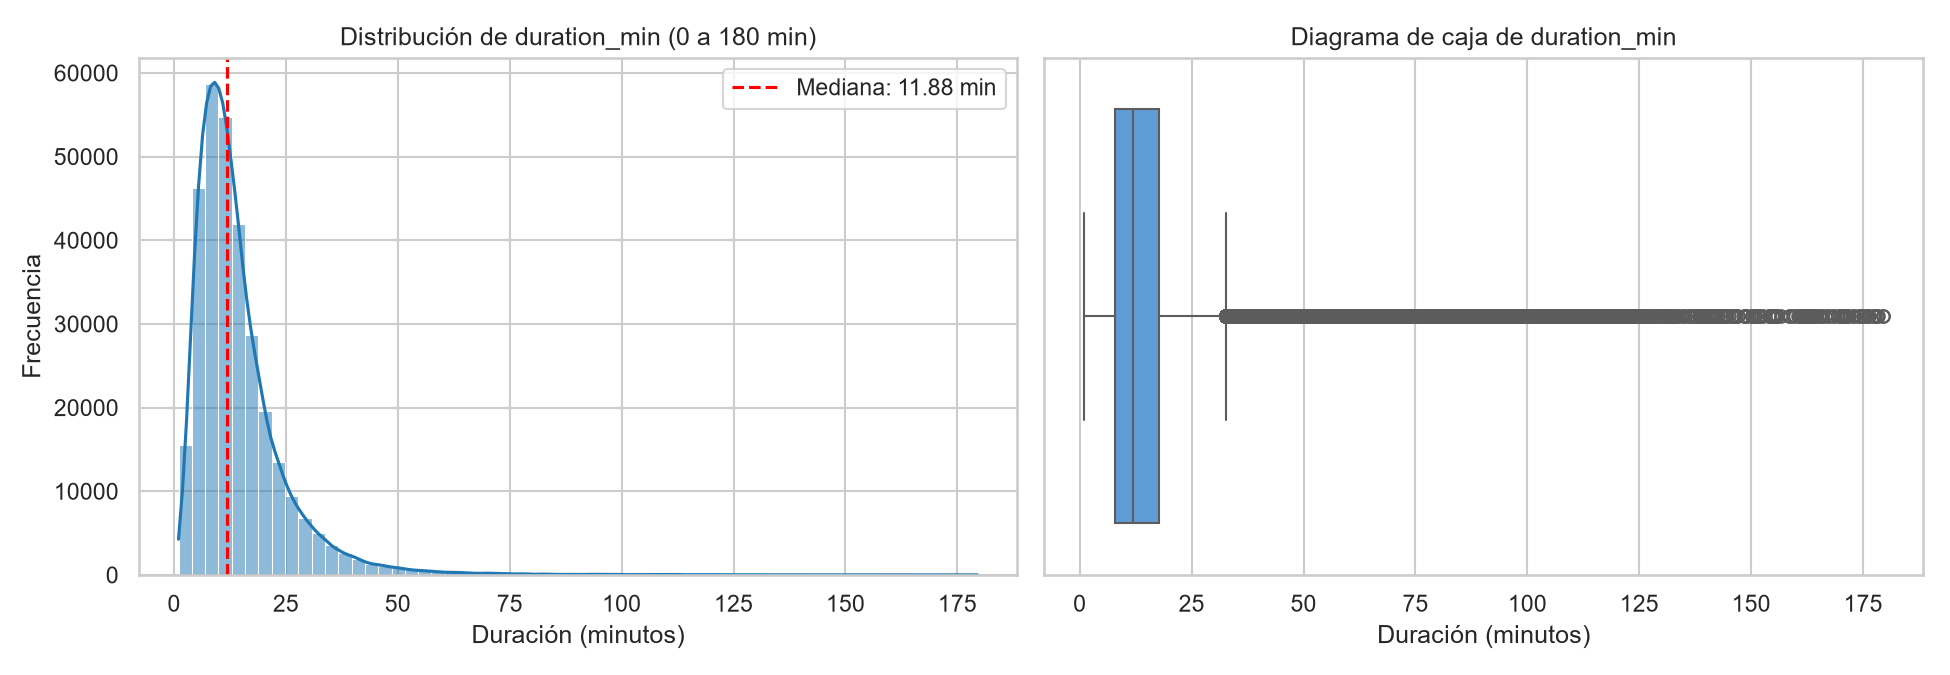 Distribución de duration_min (0 a 180 min)
Mediana: 11.88 min
60000
50000
40000
30000
20000
10000
0
Frecuencia
0 25 50 75 100 125 150 175
Duración (minutos)
Diagrama de caja de duration_min
0 25 50 75 100 125 150 175
Duración (minutos)